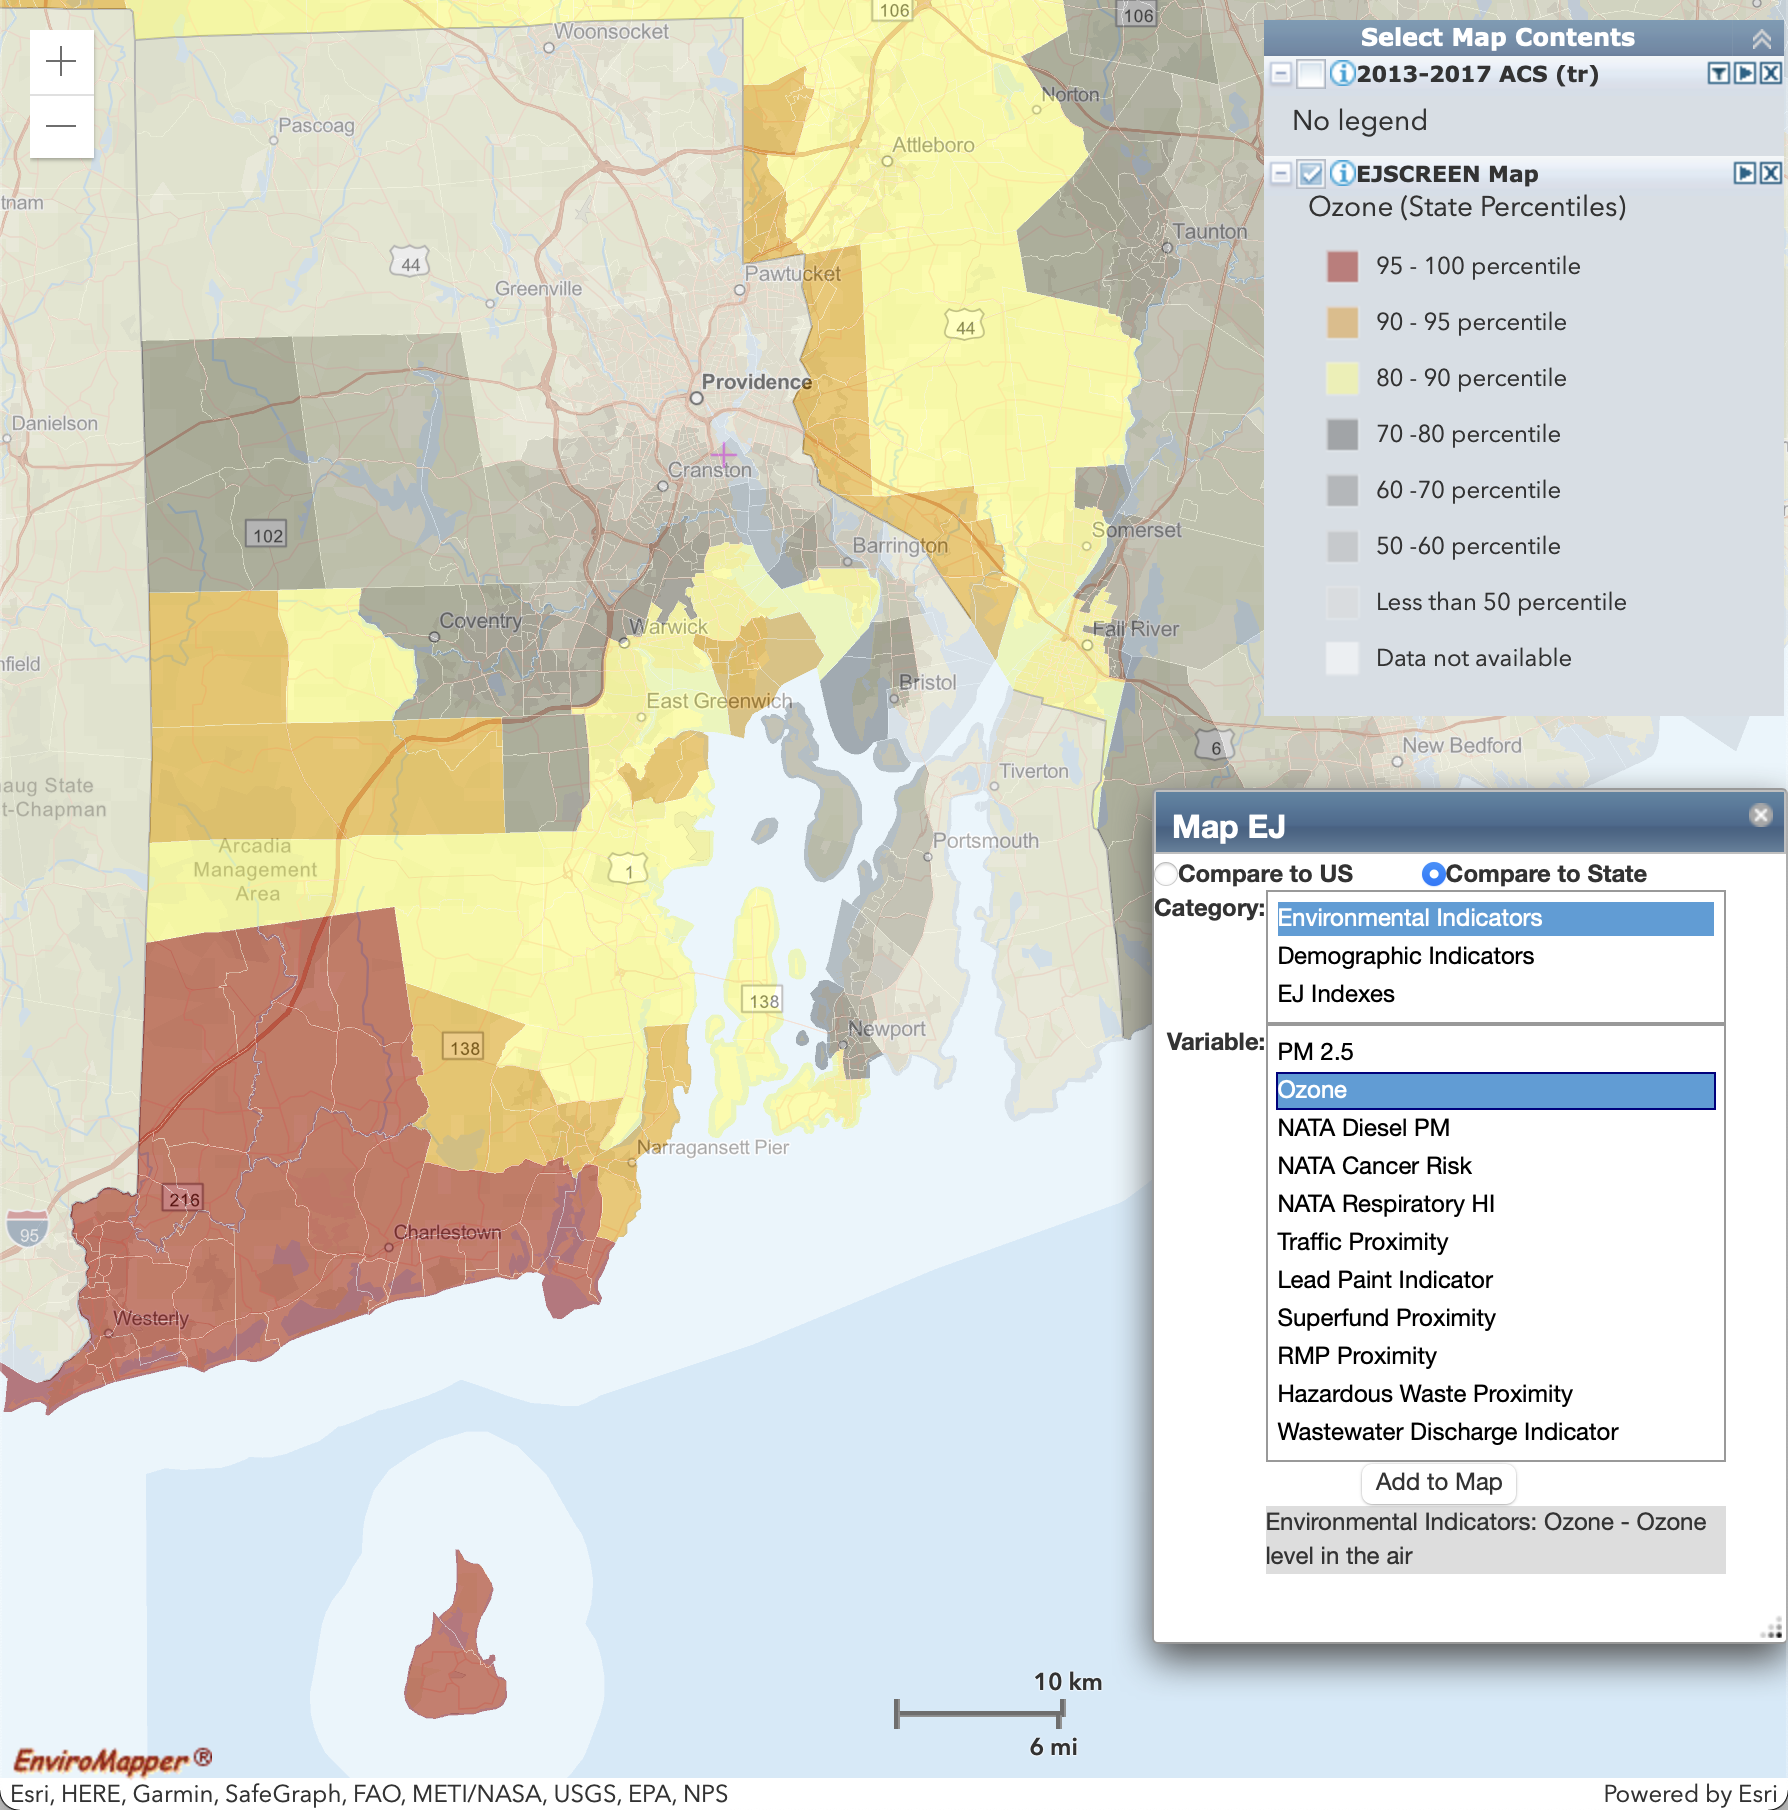 106
106
Woonsocket
Norton
Pascoag
Attleboro
tnam
Taunton
44
Greenville
Pawtucket
44
Providence
Danielson
Cranston
102
Somerset
Barrington
Coventry
Warwick
Fall River
nfield
East Greenwich
Bristol
6
New Bedford
Tiverton
aug State
t-Chapman
Arcadia
Management
Area
1
Portsmouth
138
138
Newport
Narragansett Pier
216
95
Charlestown
Westerly
Select Map Contents
2013-2017 ACS (tr)
No legend
EJSCREEN Map
Ozone (State Percentiles)
95 - 100 percentile
90 - 95 percentile
80 - 90 percentile
70 -80 percentile
60 -70 percentile
50 -60 percentile
Less than 50 percentile
Data not available
Map EJ
Compare to US Compare to State
Category:
Environmental Indicators
Demographic Indicators
EJ Indexes
Variable:
PM 2.5
Ozone
NATA Diesel PM
NATA Cancer Risk
NATA Respiratory HI
Traffic Proximity
Lead Paint Indicator
Superfund Proximity
RMP Proximity
Hazardous Waste Proximity
Wastewater Discharge Indicator
Add to Map
Environmental Indicators: Ozone - Ozone
level in the air
10 km
6 mi
EnviroMapper ®
Esri, HERE, Garmin, SafeGraph, FAO, METI/NASA, USGS, EPA, NPS
Powered by Esri